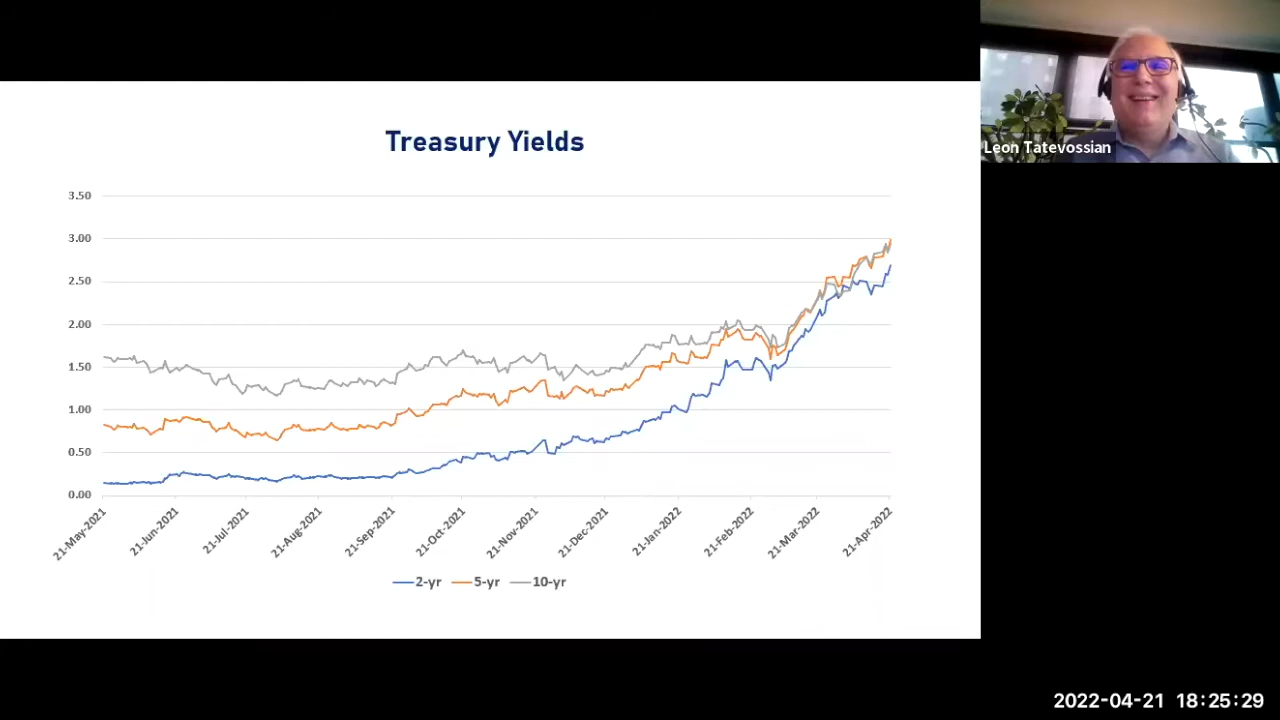 Treasury Yields
3.50
3.00
2.50
2.00
1.50
1.00
0.50
0.00
21-May-2021
21-Jun-2021
21-Jul-2021
21-Aug-2021
21-Sep-2021
21-Oct-2021
21-Nov-2021
21-Dec-2021
21-Jan-2022
21-Feb-2022
21-Mar-2022
21-Apr-2022
2-yr 5-yr 10-yr
Leon Tatevossian
2022-04-21 18:25:29